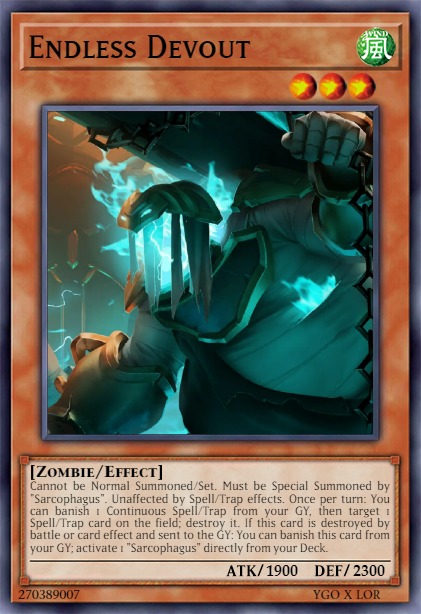 ENDLESS DEVOUT
WIND
風
[ZOMBIE/EFFECT]
Cannot be Normal Summoned/Set. Must be Special Summoned by
"Sarcophagus". Unaffected by Spell/Trap effects. Once per turn: You
can banish 1 Continuous Spell/Trap from your GY, then target 1
Spell/Trap card on the field; destroy it. If this card is destroyed by
battle or card effect and sent to the GY: You can banish this card from
your GY; activate 1 "Sarcophagus" directly from your Deck.
ATK/1900 DEF/2300
270389007 YGO X LOR